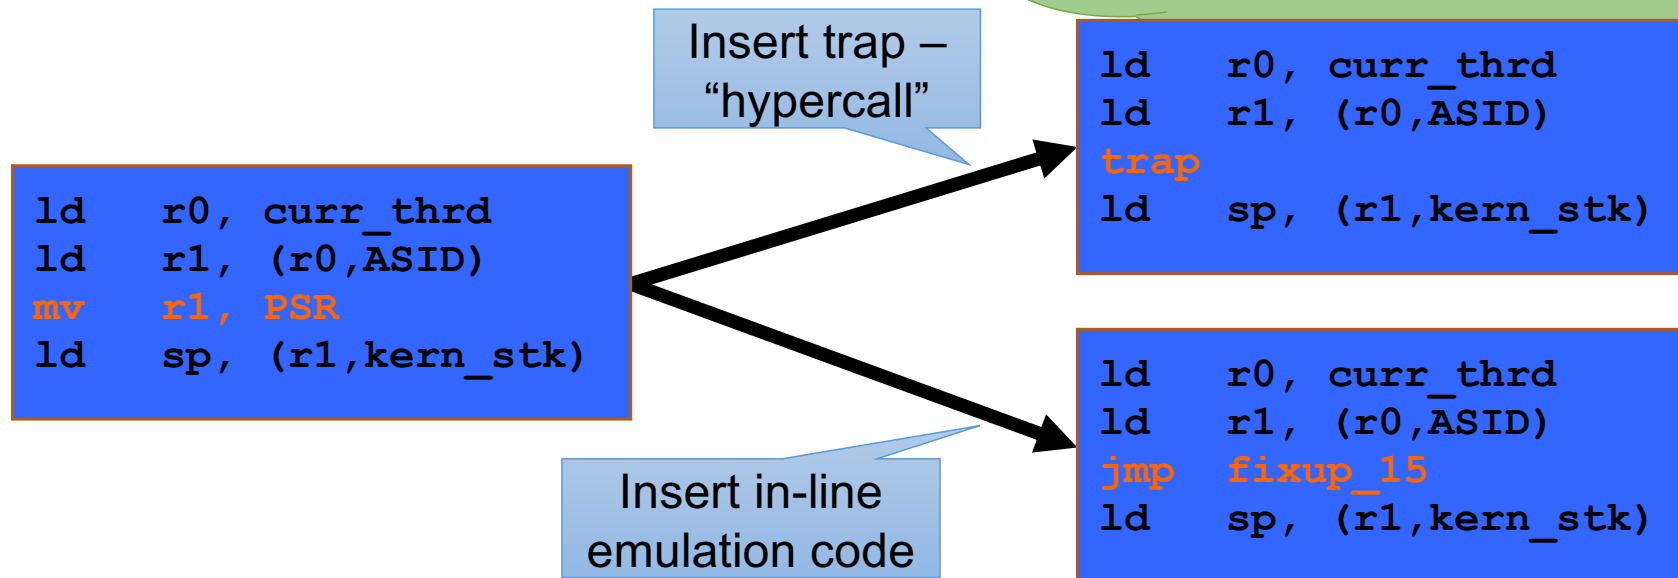 Insert trap –
“hypercall”
ld r0, curr_thrd
ld r1, (r0,ASID)
mv r1, PSR
ld sp, (r1,kern_stk)
ld r0, curr_thrd
ld r1, (r0,ASID)
trap
ld sp, (r1,kern_stk)
Insert in-line
emulation code
ld r0, curr_thrd
ld r1, (r0,ASID)
jmp fixup_15
ld sp, (r1,kern_stk)